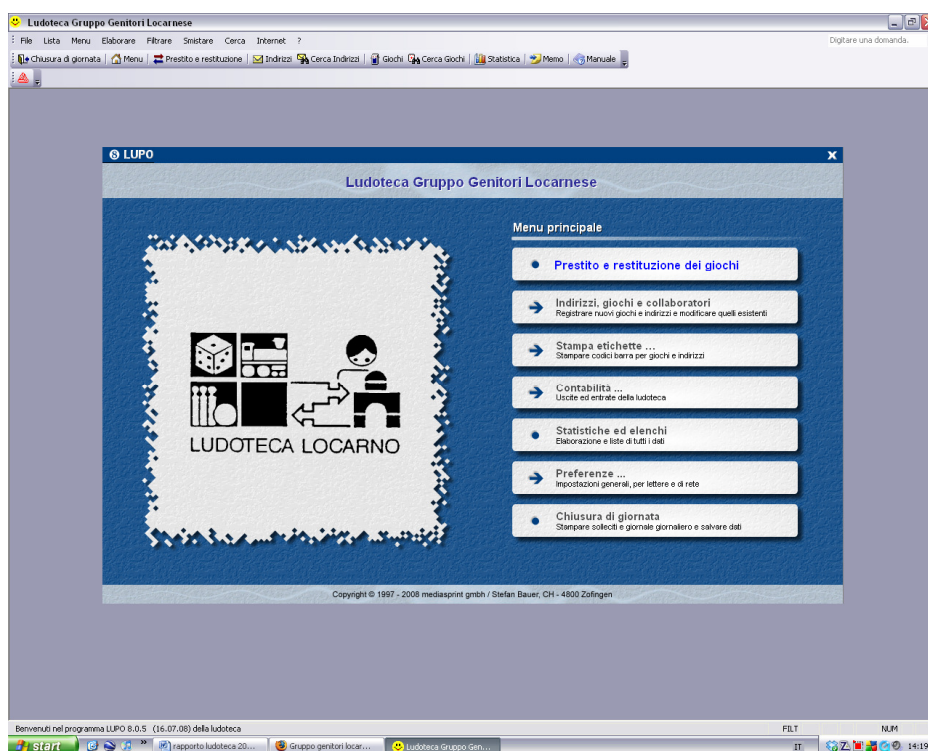 Ludoteca Gruppo Genitori Locarnese
File Lista Menu Elaborare Filtrare Smistare Cerca Internet ? Digitare una domanda.
Chiusura di giornata Menu Prestito e restituzione Indirizzi Cerca Indirizzi Giochi Cerca Giochi Statistica Memo Manuale
LUPO
Ludoteca Gruppo Genitori Locarnese
Menu principale
Prestito e restituzione dei giochi
Indirizzi, giochi e collaboratori
Registrare nuovi giochi e indirizzi e modificare quelli esistenti
Stampa etichette ...
Stampare codici barra per giochi e indirizzi
Contabilità ...
Uscite ed entrate della ludoteca
Statistiche ed elenchi
Elaborazione e liste di tutti i dati
Preferenze ...
Impostazioni generali, per lettere e di rete
Chiusura di giornata
Stampare solleciti e giornale giornaliero e salvare dati
LUDOTECA LOCARNO
Copyright © 1997 - 2008 mediasprint gmbh / Stefan Bauer, CH - 4800 Zofingen
Benvenuti nel programma LUPO 8.0.5 (16.07.08) della ludoteca FILT NUM
start rapporto ludoteca 20... Gruppo genitori locar... Ludoteca Gruppo Gen... IT 14:19